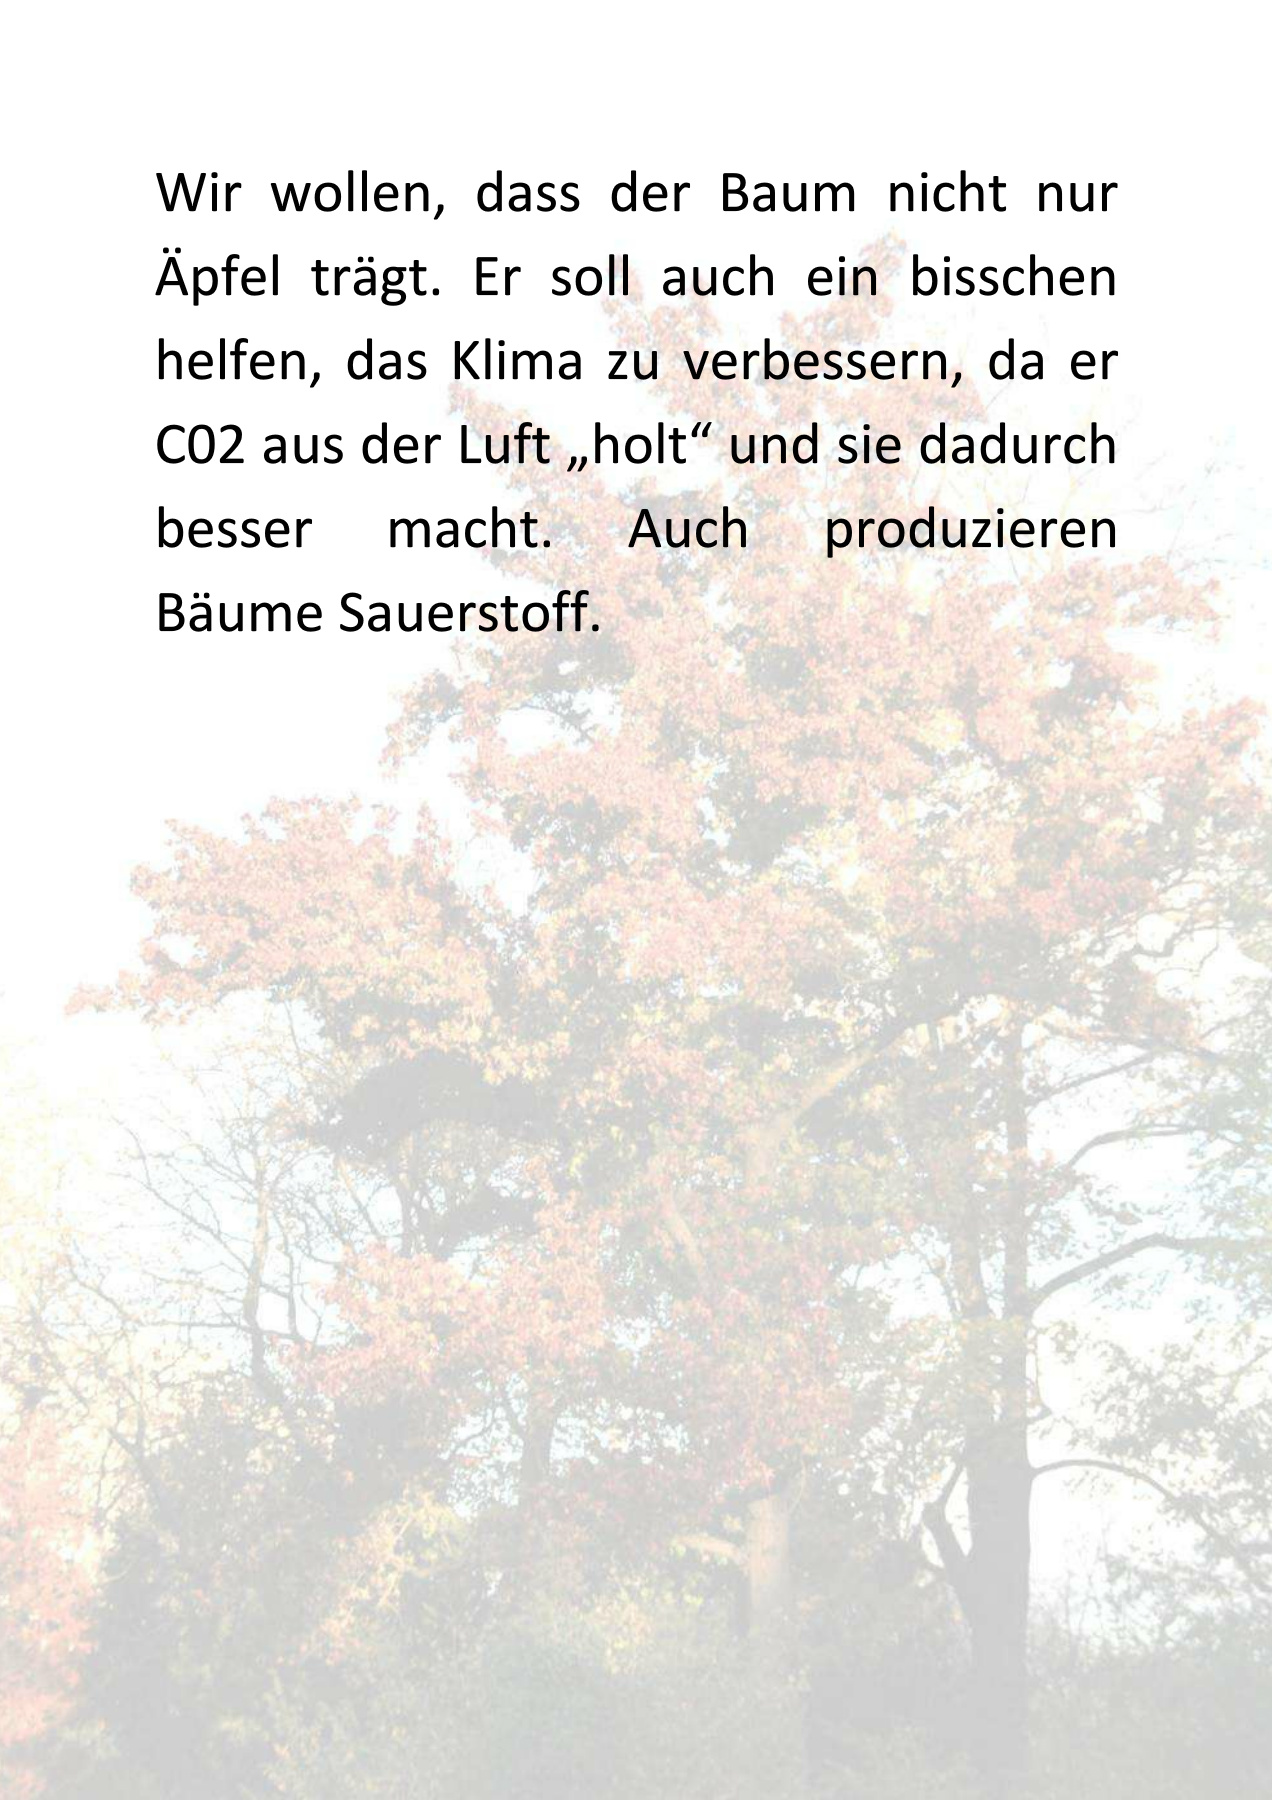 Wir wollen, dass der Baum nicht nur
Äpfel trägt. Er soll auch ein bisschen
helfen, das Klima zu verbessern, da er
C02 aus der Luft „holt“ und sie dadurch
besser macht. Auch produzieren
Bäume Sauerstoff.